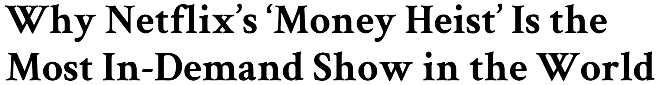 Why Netflix’s ‘Money Heist’ Is the
Most In-Demand Show in the World